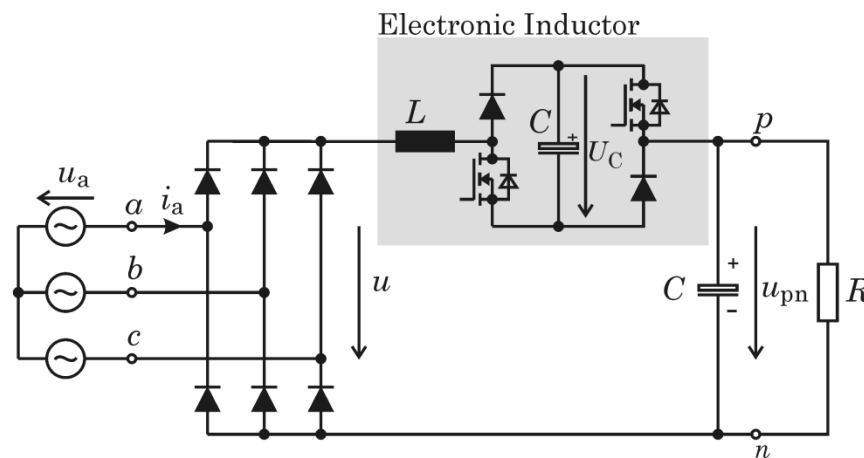 Electronic Inductor
L
C
+
U_C
p
u_a
a
i_a
b
u
C
+
-
u_pn
R
c
n